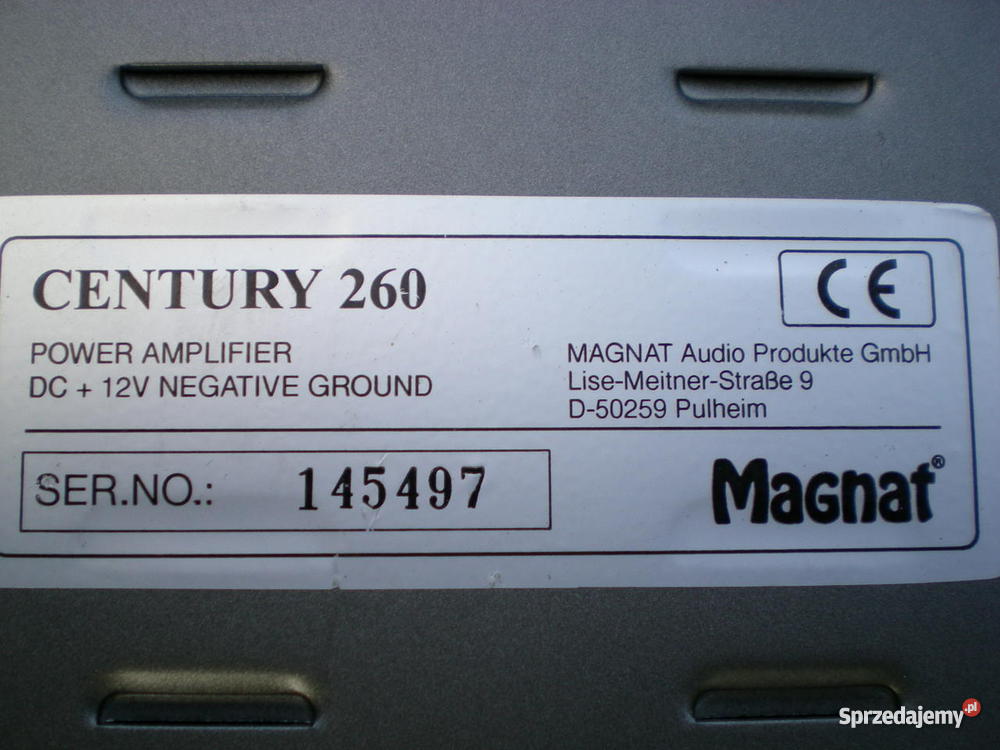 CENTURY 260
CE
POWER AMPLIFIER
DC + 12V NEGATIVE GROUND
MAGNAT Audio Produkte GmbH
Lise-Meitner-Straße 9
D-50259 Pulheim
SER.NO.: 145497
Magnat®
Sprzedajemy.pl